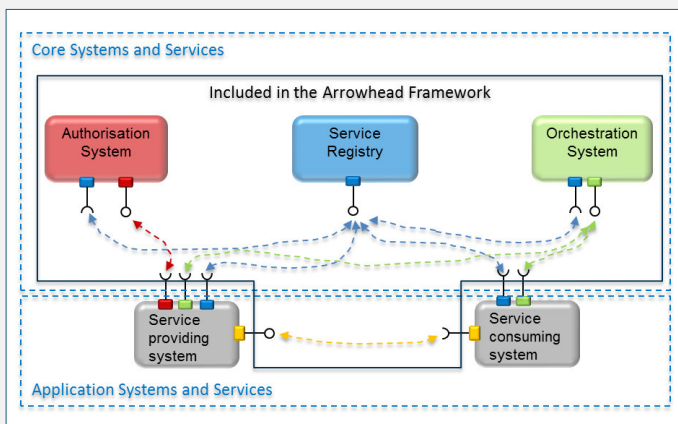 Core Systems and Services
Included in the Arrowhead Framework
Authorisation
System
Service
Registry
Orchestration
System
Service
providing
system
Service
consuming
system
Application Systems and Services